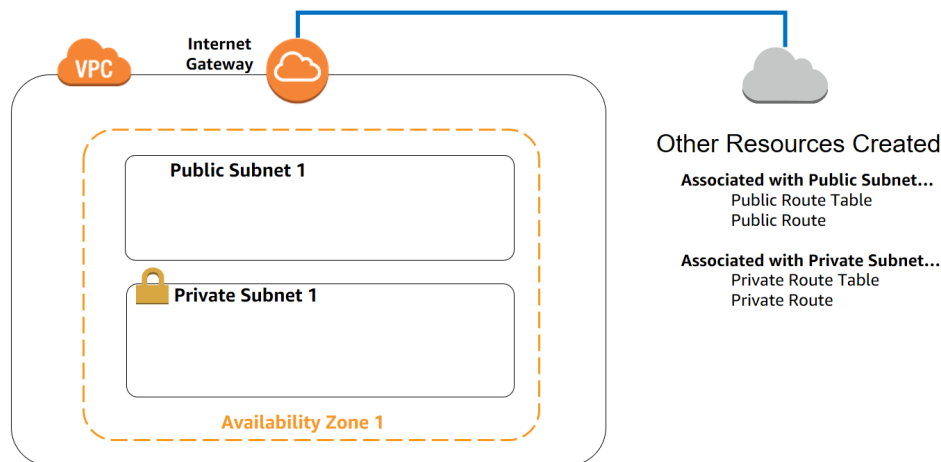 Internet
Gateway
VPC
Public Subnet 1
Private Subnet 1
Availability Zone 1
Other Resources Created
Associated with Public Subnet...
Public Route Table
Public Route
Associated with Private Subnet...
Private Route Table
Private Route